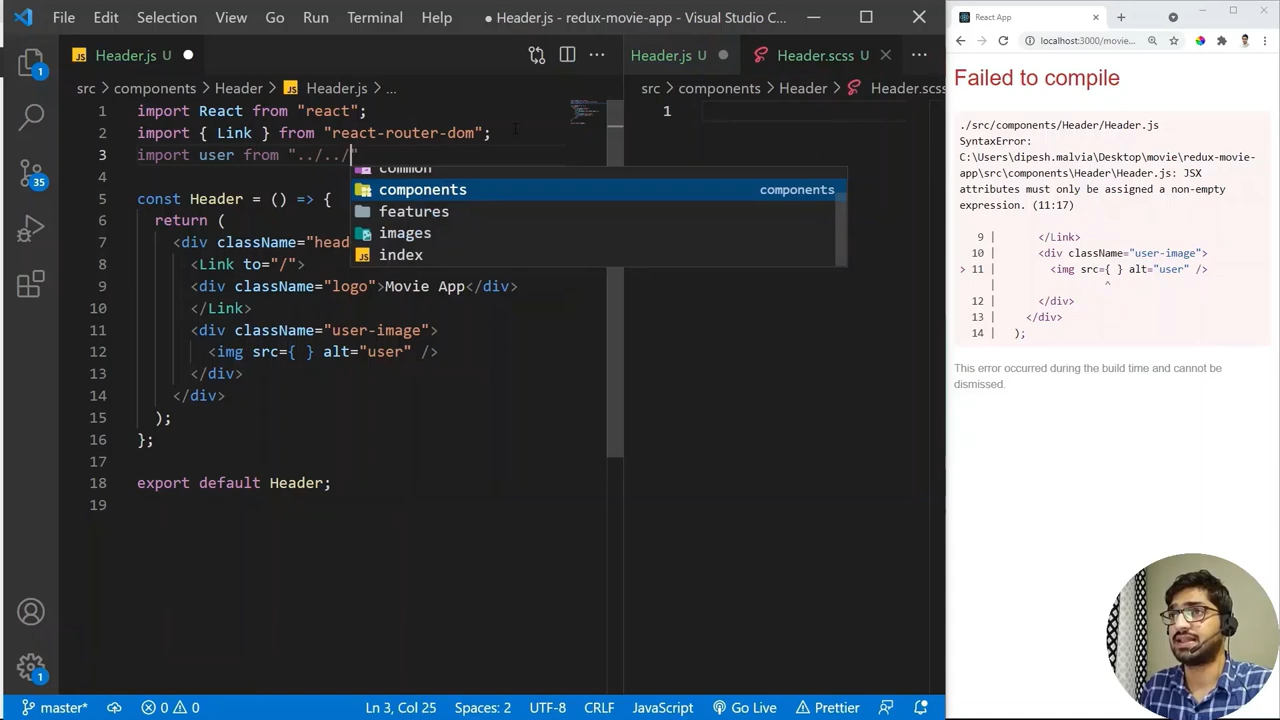 File Edit Selection View Go Run Terminal Help ● Header.js - redux-movie-app - V... Studio C...
React App
Header.js U
Header.js U
Header.scss U
localhost:3000/movie...
src > components > Header > Header.js > ...
src > components > Header > Header.scss
1 import React from "react";
2 import { Link } from "react-router-dom";
3 import user from "../../"
4
5 const Header = () => {
6 return (
7 <div className="head
8 <Link to="/">
9 <div className="logo">Movie App</div>
10 </Link>
11 <div className="user-image">
12 <img src={ } alt="user" />
13 </div>
14 </div>
15 );
16 };
17
18 export default Header;
19
common
components components
features
images
index
1
Failed to compile
./src/components/Header/Header.js
SyntaxError:
C:\Users\dipesh.malvia\Desktop\movie\redux-movie-
app\src\components\Header\Header.js: JSX
attributes must only be assigned a non-empty
expression. (11:17)
9 | </Link>
10 | <div className="user-image">
> 11 | <img src={ } alt="user" />
| ^
12 | </div>
13 | </div>
14 | );
This error occurred during the build time and cannot be
dismissed.
1
35
1
master* 0 0 Ln 3, Col 25 Spaces: 2 UTF-8 CRLF JavaScript Go Live Prettier